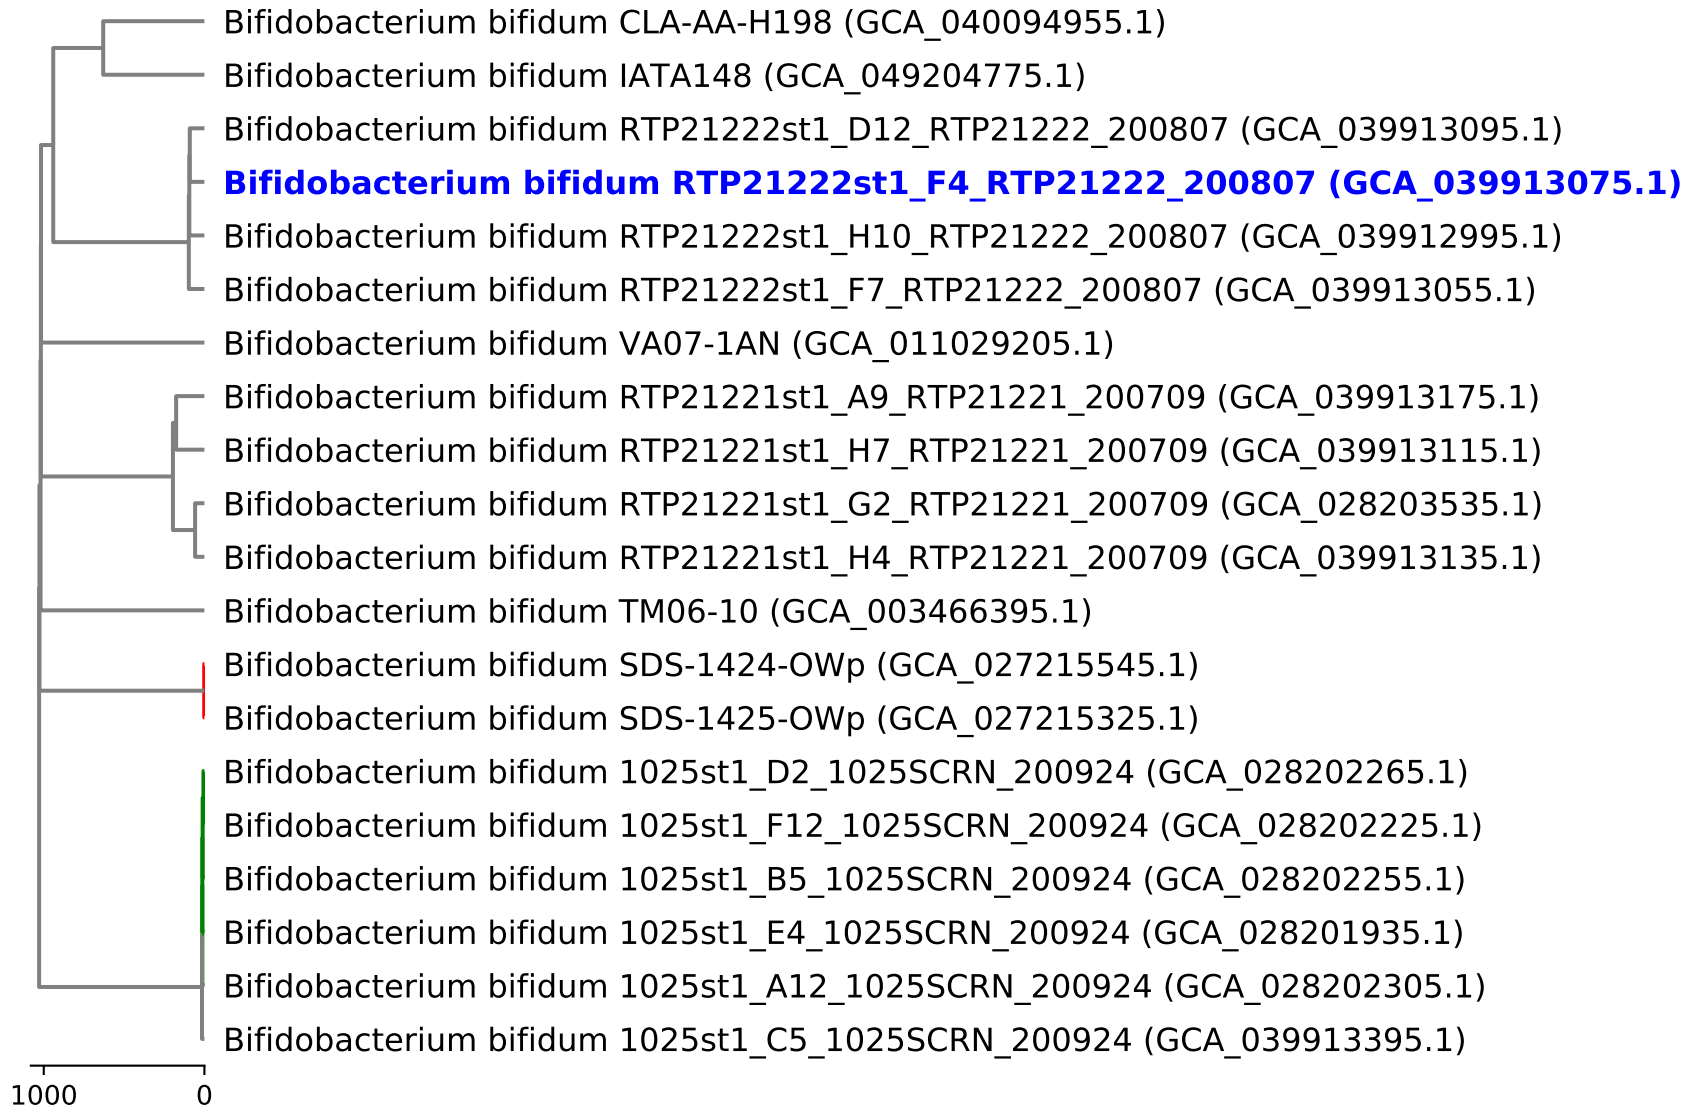 Bifidobacterium bifidum CLA-AA-H198 (GCA_040094955.1)
Bifidobacterium bifidum IATA148 (GCA_049204775.1)
Bifidobacterium bifidum RTP21222st1_D12_RTP21222_200807 (GCA_039913095.1)
Bifidobacterium bifidum RTP21222st1_F4_RTP21222_200807 (GCA_039913075.1)
Bifidobacterium bifidum RTP21222st1_H10_RTP21222_200807 (GCA_039912995.1)
Bifidobacterium bifidum RTP21222st1_F7_RTP21222_200807 (GCA_039913055.1)
Bifidobacterium bifidum VA07-1AN (GCA_011029205.1)
Bifidobacterium bifidum RTP21221st1_A9_RTP21221_200709 (GCA_039913175.1)
Bifidobacterium bifidum RTP21221st1_H7_RTP21221_200709 (GCA_039913115.1)
Bifidobacterium bifidum RTP21221st1_G2_RTP21221_200709 (GCA_028203535.1)
Bifidobacterium bifidum RTP21221st1_H4_RTP21221_200709 (GCA_039913135.1)
Bifidobacterium bifidum TM06-10 (GCA_003466395.1)
Bifidobacterium bifidum SDS-1424-OWp (GCA_027215545.1)
Bifidobacterium bifidum SDS-1425-OWp (GCA_027215325.1)
Bifidobacterium bifidum 1025st1_D2_1025SCRN_200924 (GCA_028202265.1)
Bifidobacterium bifidum 1025st1_F12_1025SCRN_200924 (GCA_028202225.1)
Bifidobacterium bifidum 1025st1_B5_1025SCRN_200924 (GCA_028202255.1)
Bifidobacterium bifidum 1025st1_E4_1025SCRN_200924 (GCA_028201935.1)
Bifidobacterium bifidum 1025st1_A12_1025SCRN_200924 (GCA_028202305.1)
Bifidobacterium bifidum 1025st1_C5_1025SCRN_200924 (GCA_039913395.1)
1000 0